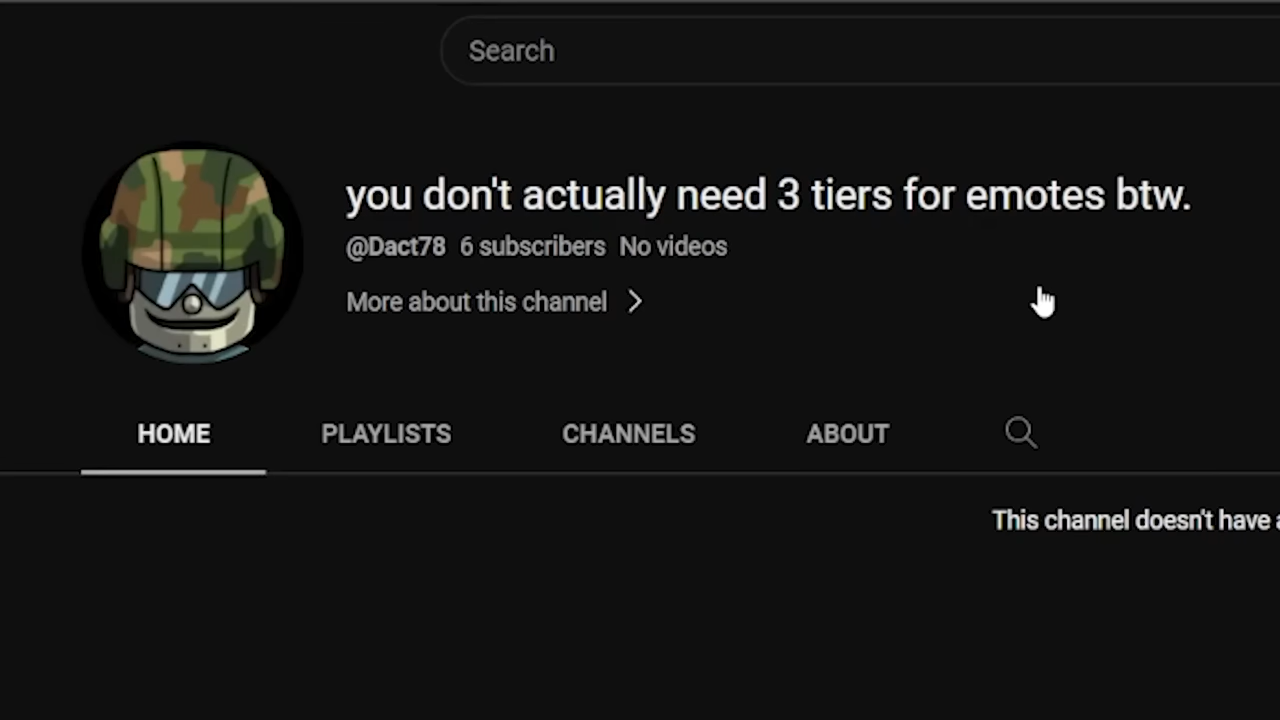 Search
you don't actually need 3 tiers for emotes btw.
@Dact78 6 subscribers No videos
More about this channel
HOME PLAYLISTS CHANNELS ABOUT
This channel doesn't have a